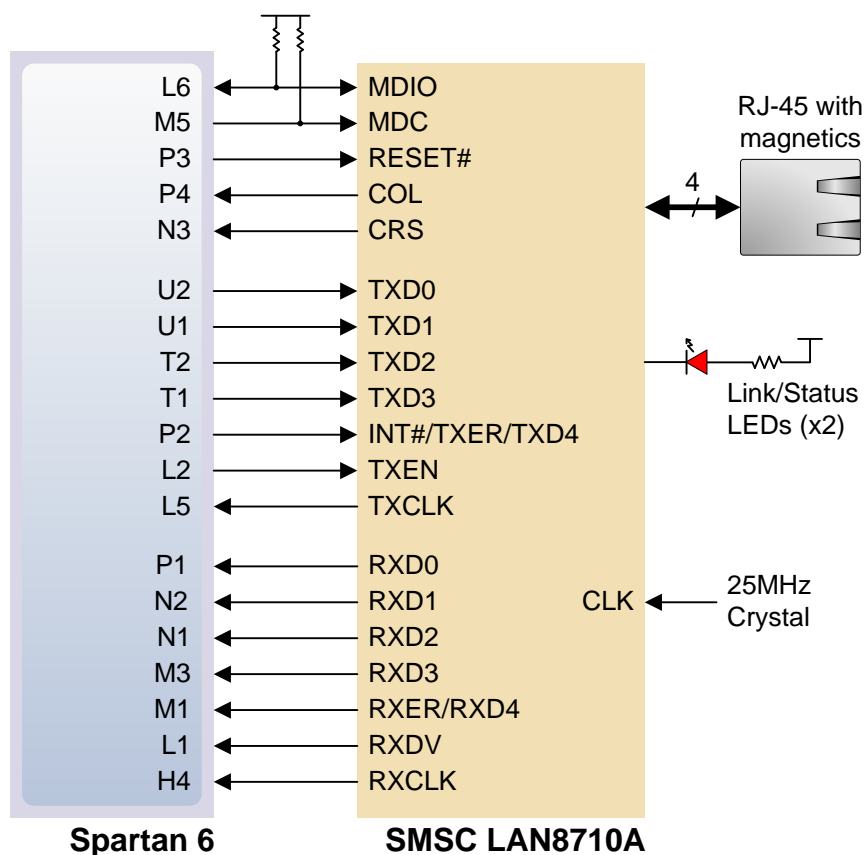 L6 MDIO
M5 MDC
P3 RESET#
P4 COL
N3 CRS
RJ-45 with
magnetics
4
U2 TXD0
U1 TXD1
T2 TXD2
T1 TXD3
P2 INT#/TXER/TXD4
L2 TXEN
L5 TXCLK
Link/Status
LEDs (x2)
P1 RXD0
N2 RXD1
N1 RXD2
M3 RXD3
M1 RXER/RXD4
L1 RXDV
H4 RXCLK
CLK
25MHz
Crystal
Spartan 6
SMSC LAN8710A